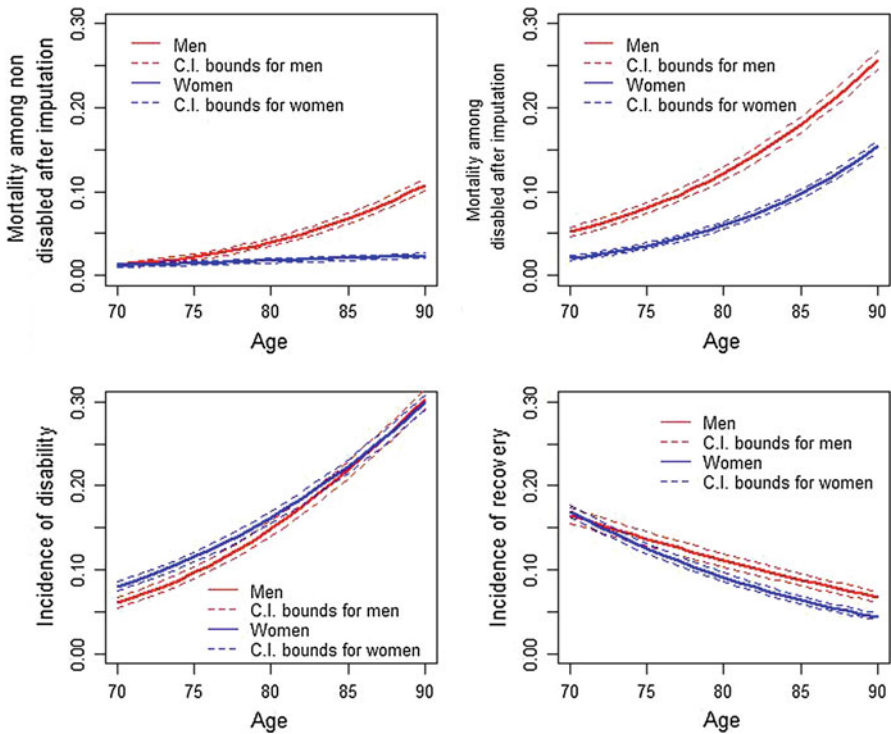 Mortality among non
disabled after imputation
0.30
0.20
0.10
0.00
Men
C.I. bounds for men
Women
C.I. bounds for women
70 75 80 85 90
Age
Mortality among
disabled after imputation
0.30
0.20
0.10
0.00
Men
C.I. bounds for men
Women
C.I. bounds for women
70 75 80 85 90
Age
Incidence of disability
0.30
0.20
0.10
0.00
Men
C.I. bounds for men
Women
C.I. bounds for women
70 75 80 85 90
Age
Incidence of recovery
0.30
0.20
0.10
0.00
Men
C.I. bounds for men
Women
C.I. bounds for women
70 75 80 85 90
Age